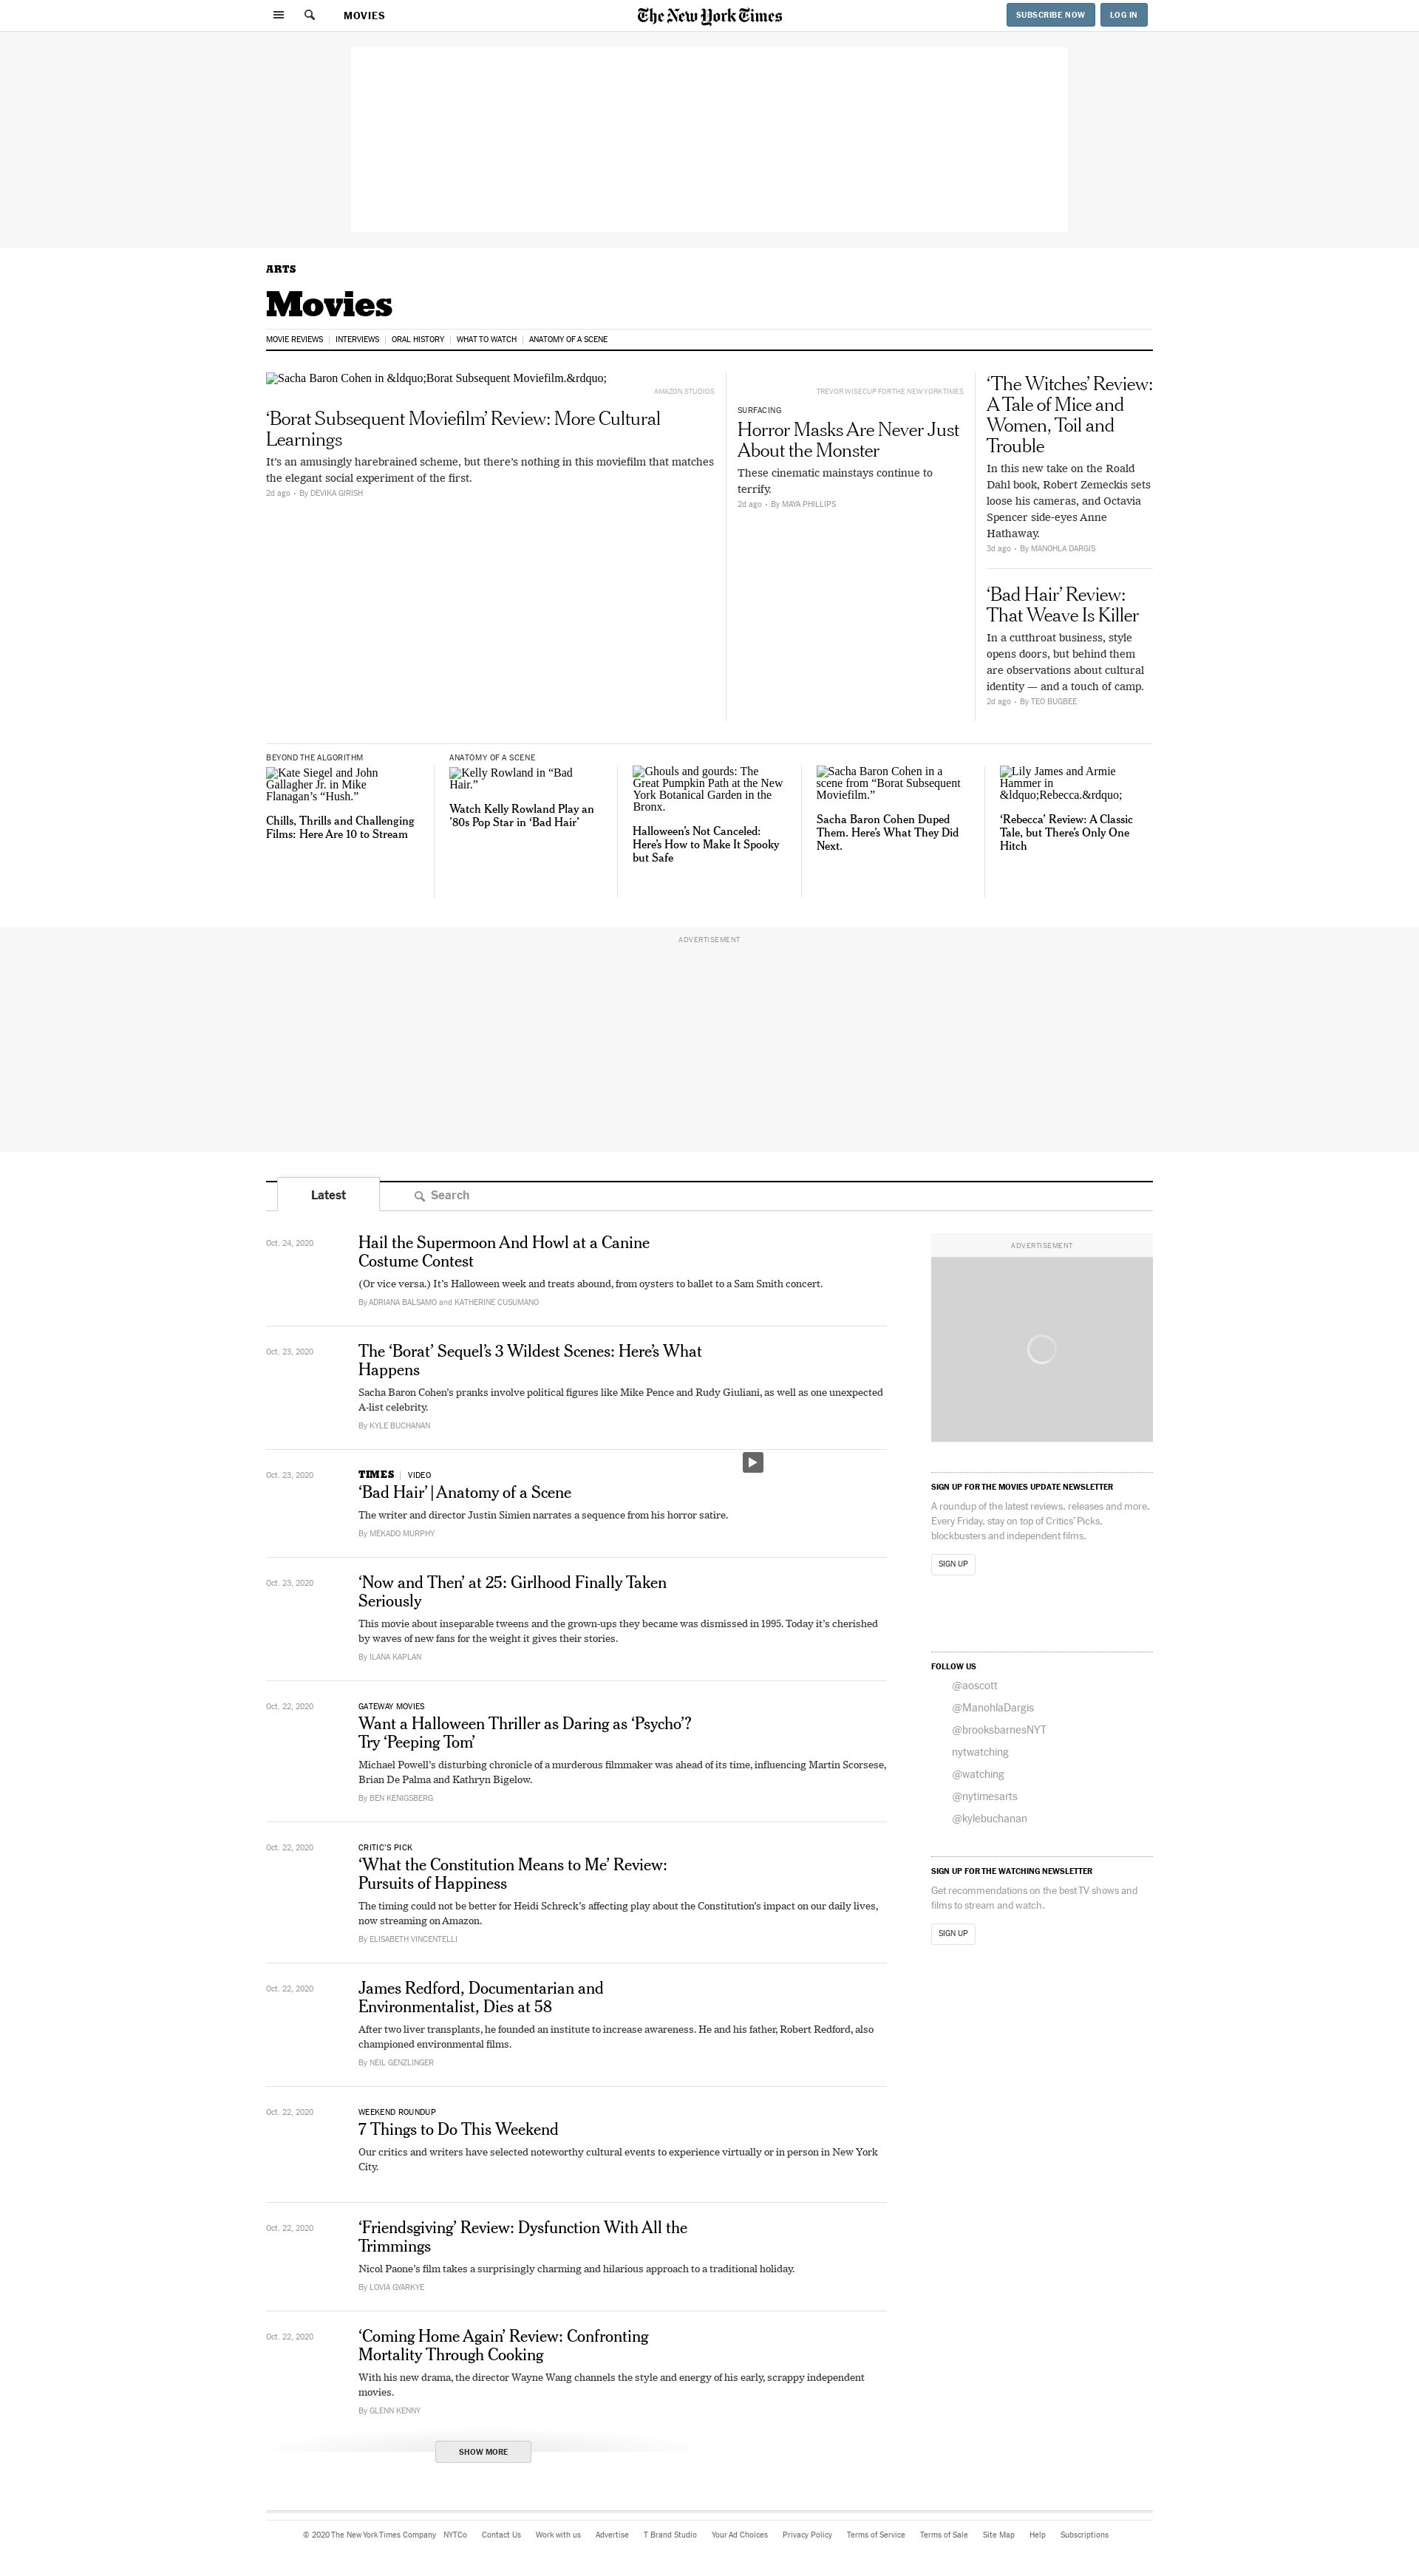 MOVIES
The New York Times
SUBSCRIBE NOW
LOG IN
ARTS
Movies
MOVIE REVIEWS
INTERVIEWS
ORAL HISTORY
WHAT TO WATCH
ANATOMY OF A SCENE
Sacha Baron Cohen in &ldquo;Borat Subsequent Moviefilm.&rdquo;
AMAZON STUDIOS
‘Borat Subsequent Moviefilm’ Review: More Cultural
Learnings
It’s an amusingly harebrained scheme, but there’s nothing in this moviefilm that matches
the elegant social experiment of the first.
2d ago • By DEVIKA GIRISH
TREVOR WISECUP FOR THE NEW YORK TIMES
SURFACING
Horror Masks Are Never Just
About the Monster
These cinematic mainstays continue to
terrify.
2d ago • By MAYA PHILLIPS
‘The Witches’ Review:
A Tale of Mice and
Women, Toil and
Trouble
In this new take on the Roald
Dahl book, Robert Zemeckis sets
loose his cameras, and Octavia
Spencer side-eyes Anne
Hathaway.
3d ago • By MANOHLA DARGIS
‘Bad Hair’ Review:
That Weave Is Killer
In a cutthroat business, style
opens doors, but behind them
are observations about cultural
identity — and a touch of camp.
2d ago • By TEO BUGBEE
BEYOND THE ALGORITHM
Kate Siegel and John
Gallagher Jr. in Mike
Flanagan’s “Hush.”
Chills, Thrills and Challenging
Films: Here Are 10 to Stream
ANATOMY OF A SCENE
Kelly Rowland in “Bad
Hair.”
Watch Kelly Rowland Play an
’80s Pop Star in ‘Bad Hair’
Ghouls and gourds: The
Great Pumpkin Path at the New
York Botanical Garden in the
Bronx.
Halloween’s Not Canceled:
Here’s How to Make It Spooky
but Safe
Sacha Baron Cohen in a
scene from “Borat Subsequent
Moviefilm.”
Sacha Baron Cohen Duped
Them. Here’s What They Did
Next.
Lily James and Armie
Hammer in
&ldquo;Rebecca.&rdquo;
‘Rebecca’ Review: A Classic
Tale, but There’s Only One
Hitch
ADVERTISEMENT
Latest
Search
Oct. 24, 2020
Hail the Supermoon And Howl at a Canine
Costume Contest
(Or vice versa.) It’s Halloween week and treats abound, from oysters to ballet to a Sam Smith concert.
By ADRIANA BALSAMO and KATHERINE CUSUMANO
Oct. 23, 2020
The ‘Borat’ Sequel’s 3 Wildest Scenes: Here’s What
Happens
Sacha Baron Cohen’s pranks involve political figures like Mike Pence and Rudy Giuliani, as well as one unexpected
A-list celebrity.
By KYLE BUCHANAN
Oct. 23, 2020
TIMES | VIDEO
‘Bad Hair’ | Anatomy of a Scene
The writer and director Justin Simien narrates a sequence from his horror satire.
By MEKADO MURPHY
Oct. 23, 2020
‘Now and Then’ at 25: Girlhood Finally Taken
Seriously
This movie about inseparable tweens and the grown-ups they became was dismissed in 1995. Today it’s cherished
by waves of new fans for the weight it gives their stories.
By ILANA KAPLAN
Oct. 22, 2020
GATEWAY MOVIES
Want a Halloween Thriller as Daring as ‘Psycho’?
Try ‘Peeping Tom’
Michael Powell’s disturbing chronicle of a murderous filmmaker was ahead of its time, influencing Martin Scorsese,
Brian De Palma and Kathryn Bigelow.
By BEN KENIGSBERG
Oct. 22, 2020
CRITIC’S PICK
‘What the Constitution Means to Me’ Review:
Pursuits of Happiness
The timing could not be better for Heidi Schreck’s affecting play about the Constitution’s impact on our daily lives,
now streaming on Amazon.
By ELISABETH VINCENTELLI
Oct. 22, 2020
James Redford, Documentarian and
Environmentalist, Dies at 58
After two liver transplants, he founded an institute to increase awareness. He and his father, Robert Redford, also
championed environmental films.
By NEIL GENZLINGER
Oct. 22, 2020
WEEKEND ROUNDUP
7 Things to Do This Weekend
Our critics and writers have selected noteworthy cultural events to experience virtually or in person in New York
City.
Oct. 22, 2020
‘Friendsgiving’ Review: Dysfunction With All the
Trimmings
Nicol Paone’s film takes a surprisingly charming and hilarious approach to a traditional holiday.
By LOVIA GYARKYE
Oct. 22, 2020
‘Coming Home Again’ Review: Confronting
Mortality Through Cooking
With his new drama, the director Wayne Wang channels the style and energy of his early, scrappy independent
movies.
By GLENN KENNY
SHOW MORE
ADVERTISEMENT
SIGN UP FOR THE MOVIES UPDATE NEWSLETTER
A roundup of the latest reviews, releases and more.
Every Friday, stay on top of Critics’ Picks,
blockbusters and independent films.
SIGN UP
FOLLOW US
@aoscott
@ManohlaDargis
@brooksbarnesNYT
nytwatching
@watching
@nytimesarts
@kylebuchanan
SIGN UP FOR THE WATCHING NEWSLETTER
Get recommendations on the best TV shows and
films to stream and watch.
SIGN UP
© 2020 The New York Times Company NYTCo Contact Us Work with us Advertise T Brand Studio Your Ad Choices Privacy Policy Terms of Service Terms of Sale Site Map Help Subscriptions